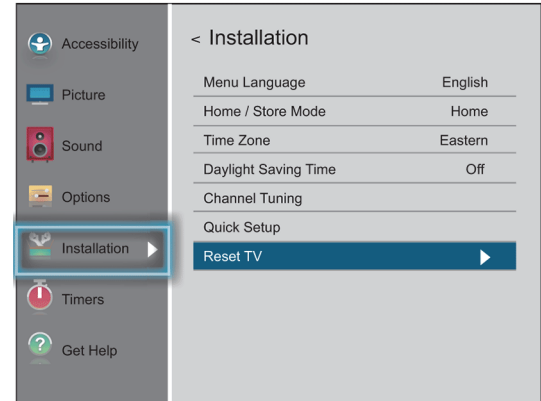 Accessibility
Picture
Sound
Options
Installation
Timers
? Get Help
< Installation
Menu Language English
Home / Store Mode Home
Time Zone Eastern
Daylight Saving Time Off
Channel Tuning
Quick Setup
Reset TV